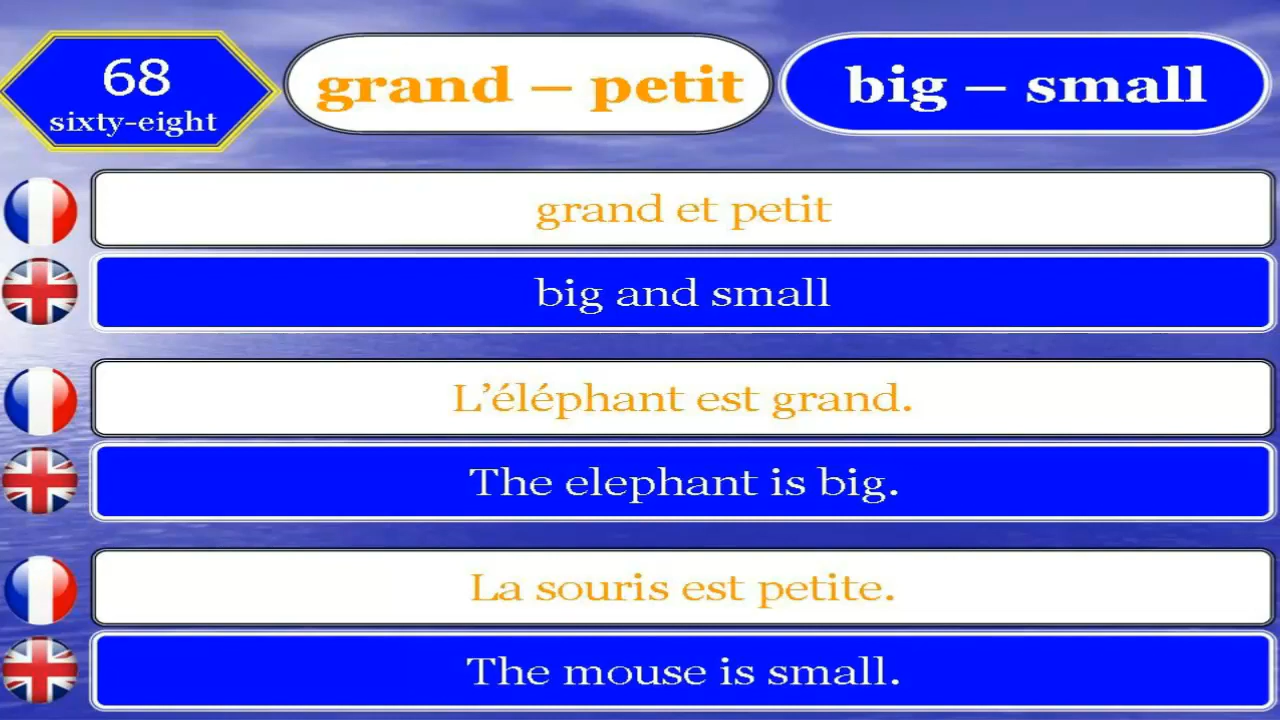 68
sixty-eight
grand – petit
big – small
grand et petit
big and small
L’éléphant est grand.
The elephant is big.
La souris est petite.
The mouse is small.